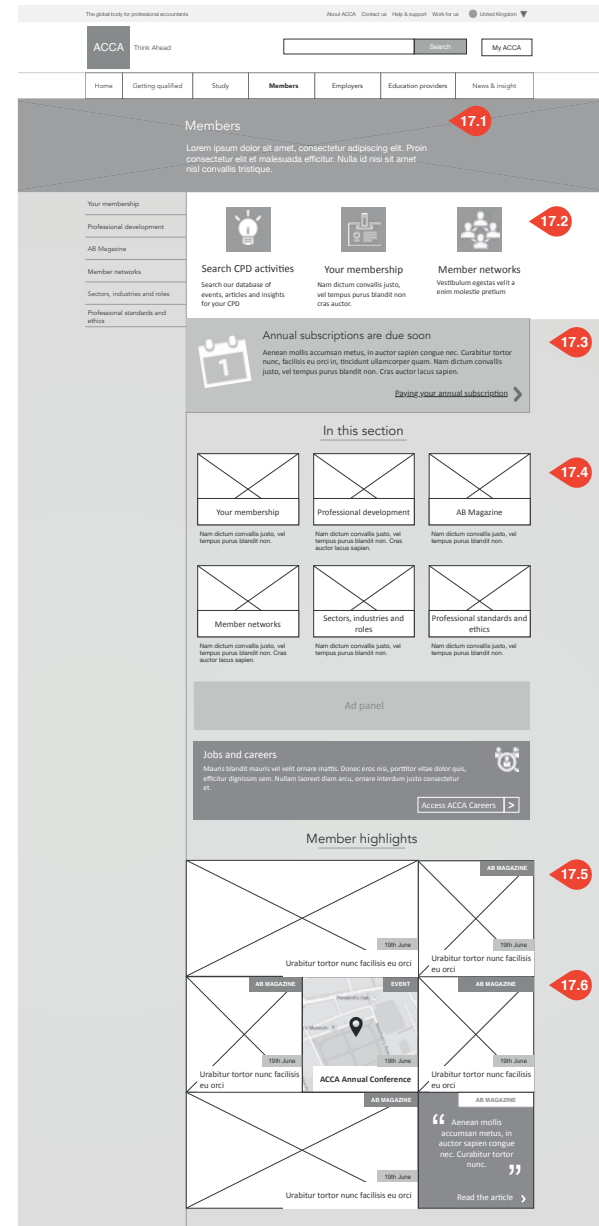 The global body for professional accountants
About ACCA Contact us Help & support Work for us United Kingdom
ACCA
Think Ahead
Search
My ACCA
Home
Getting qualified
Study
Members
Employers
Education providers
News & insight
17.1
Members
Lorem ipsum dolor sit amet, consectetur adipiscing elit. Proin
consectetur elit et malesuada efficitur. Nulla id nisi sit amet
nisl convallis tristique.
Your membership
Professional development
AB Magazine
Member networks
Sectors, industries and roles
Professional standards and
ethics
17.2
Search CPD activities
Search our database of
events, articles and insights
for your CPD
Your membership
Nam dictum convallis justo,
vel tempus purus blandit non
cras auctor.
Member networks
Vestibulum egestas velit a
enim molestie pretium
17.3
1
Annual subscriptions are due soon
Aenean mollis accumsan metus, in auctor sapien congue nec. Curabitur tortor
nunc, facilisis eu orci in, tincidunt ullamcorper quam. Nam dictum convallis
justo, vel tempus purus blandit non. Cras auctor lacus sapien.
Paying your annual subscription
In this section
17.4
Your membership
Nam dictum convallis justo, vel
tempus purus blandit non.
Professional development
Nam dictum convallis justo, vel
tempus purus blandit non. Cras
auctor lacus sapien.
AB Magazine
Nam dictum convallis justo, vel
tempus purus blandit non.
Member networks
Nam dictum convallis justo, vel
tempus purus blandit non. Cras
auctor lacus sapien.
Sectors, industries and
roles
Nam dictum convallis justo, vel
tempus purus blandit non.
Professional standards and
ethics
Nam dictum convallis justo, vel
tempus purus blandit non.
Ad panel
Jobs and careers
Mauris blandit mauris vel velit ornare mattis. Donec eros nisi, porttitor vitae dolor quis,
efficitur dignissim sem. Nullam laoreet diam arcu, ornare interdum justo consectetur
et.
Access ACCA Careers >
Member highlights
17.5
19th June
Urabitur tortor nunc facilisis eu orci
AB MAGAZINE
19th June
Urabitur tortor nunc facilisis
eu orci
17.6
AB MAGAZINE
19th June
Urabitur tortor nunc facilisis
eu orci
EVENT
19th June
ACCA Annual Conference
AB MAGAZINE
19th June
Urabitur tortor nunc facilisis
eu orci
AB MAGAZINE
19th June
Urabitur tortor nunc facilisis eu orci
AB MAGAZINE
“ Aenean mollis
accumsan metus, in
auctor sapien congue
nec. Curabitur tortor
nunc. ”
Read the article